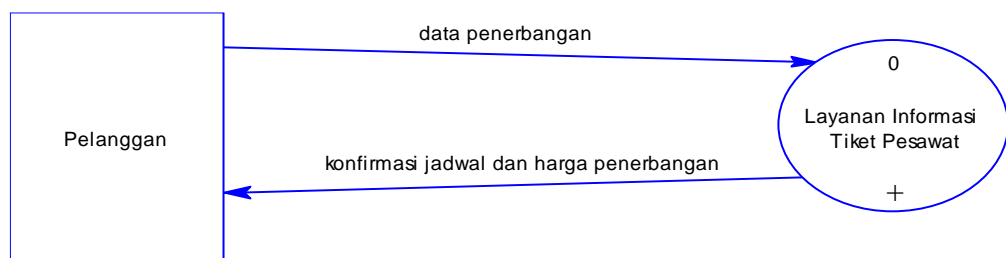 data penerbangan
0
Pelanggan
Layanan Informasi
Tiket Pesawat
konfirmasi jadwal dan harga penerbangan
+